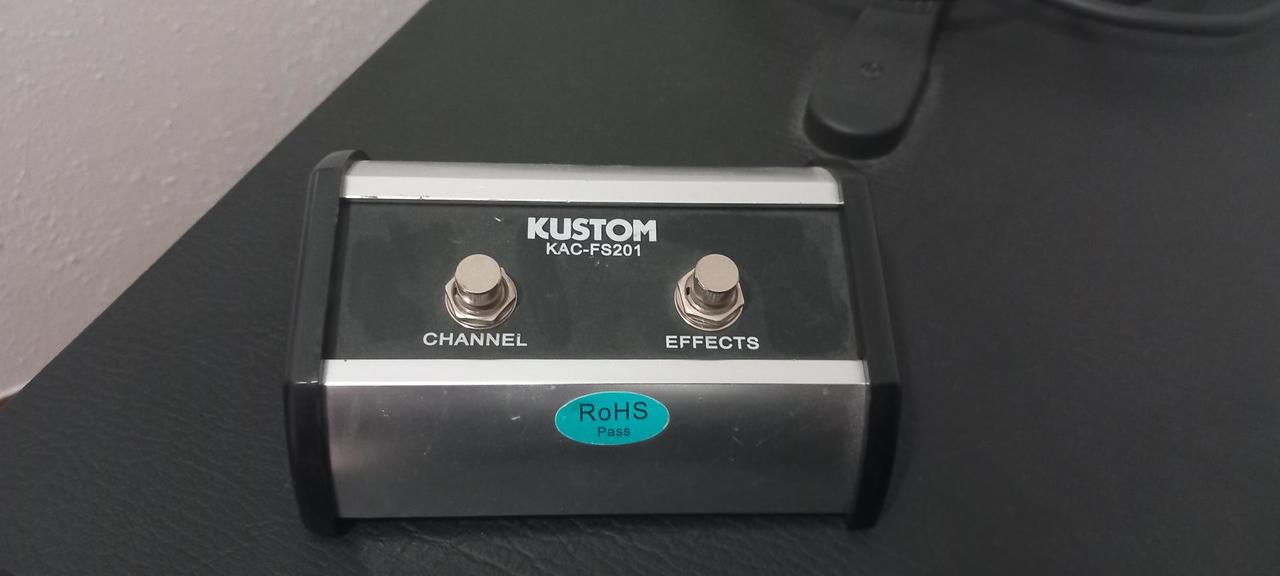 KUSTOM
KAC-FS201
CHANNEL
EFFECTS
RoHS
Pass